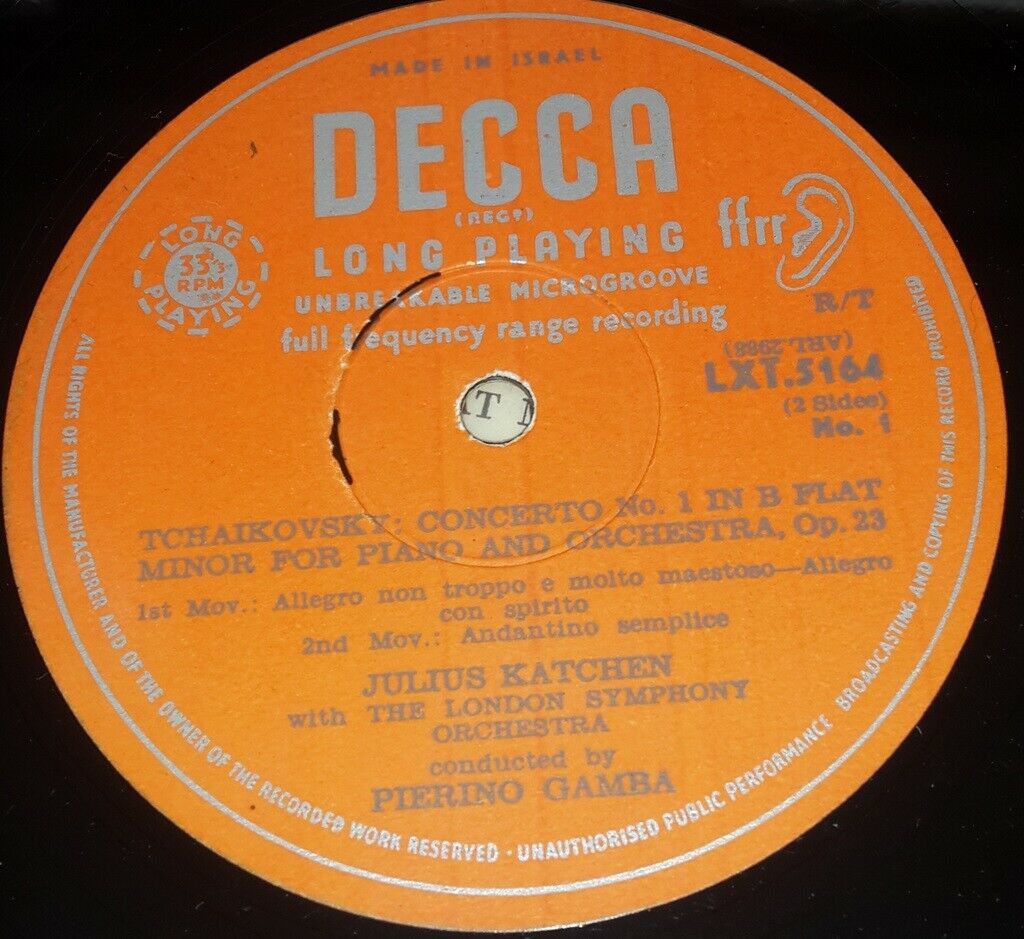 MADE IN ISRAEL
DECCA
(REGD)
LONG PLAYING
UNBREAKABLE MICROGROOVE
full frequency range recording
LONG
33⅓
RPM
PLAYING
ffrr
R/T
(ARL.2988)
LXT.5164
(2 Sides)
No. 1
AT
TCHAIKOVSKY: CONCERTO No. 1 IN B FLAT
MINOR FOR PIANO AND ORCHESTRA, Op. 23
1st Mov.: Allegro non troppo e molto maestoso—Allegro
con spirito
2nd Mov.: Andantino semplice
JULIUS KATCHEN
with THE LONDON SYMPHONY
ORCHESTRA
conducted by
PIERINO GAMBA
ALL RIGHTS OF THE MANUFACTURER AND OF THE OWNER OF THE RECORDED WORK RESERVED · UNAUTHORISED PUBLIC PERFORMANCE BROADCASTING AND COPYING OF THIS RECORD PROHIBITED